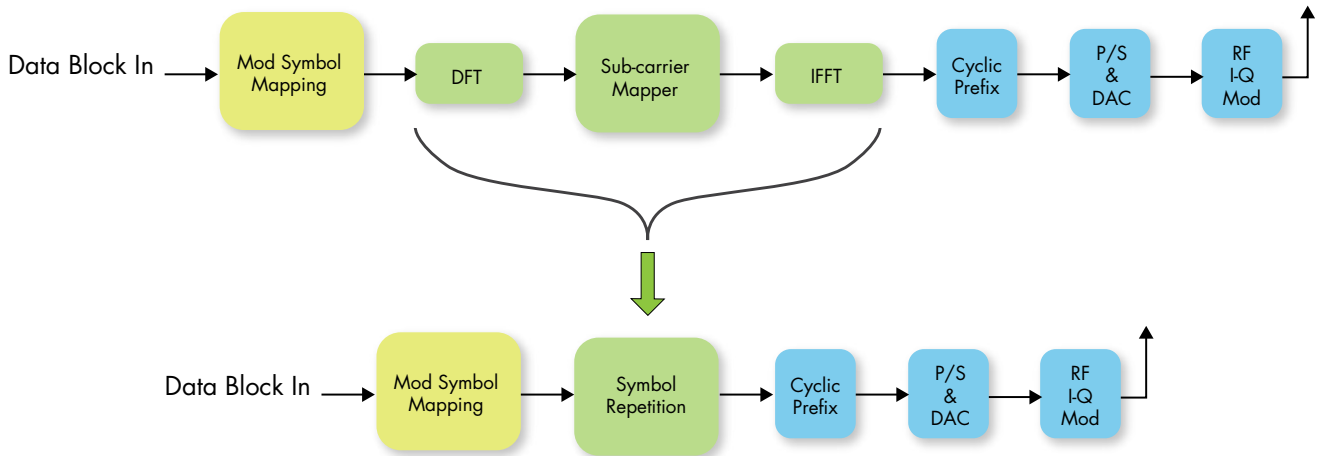 Data Block In
Mod Symbol
Mapping
DFT
Sub-carrier
Mapper
IFFT
Cyclic
Prefix
P/S
&
DAC
RF
I-Q
Mod
Data Block In
Mod Symbol
Mapping
Symbol
Repetition
Cyclic
Prefix
P/S
&
DAC
RF
I-Q
Mod